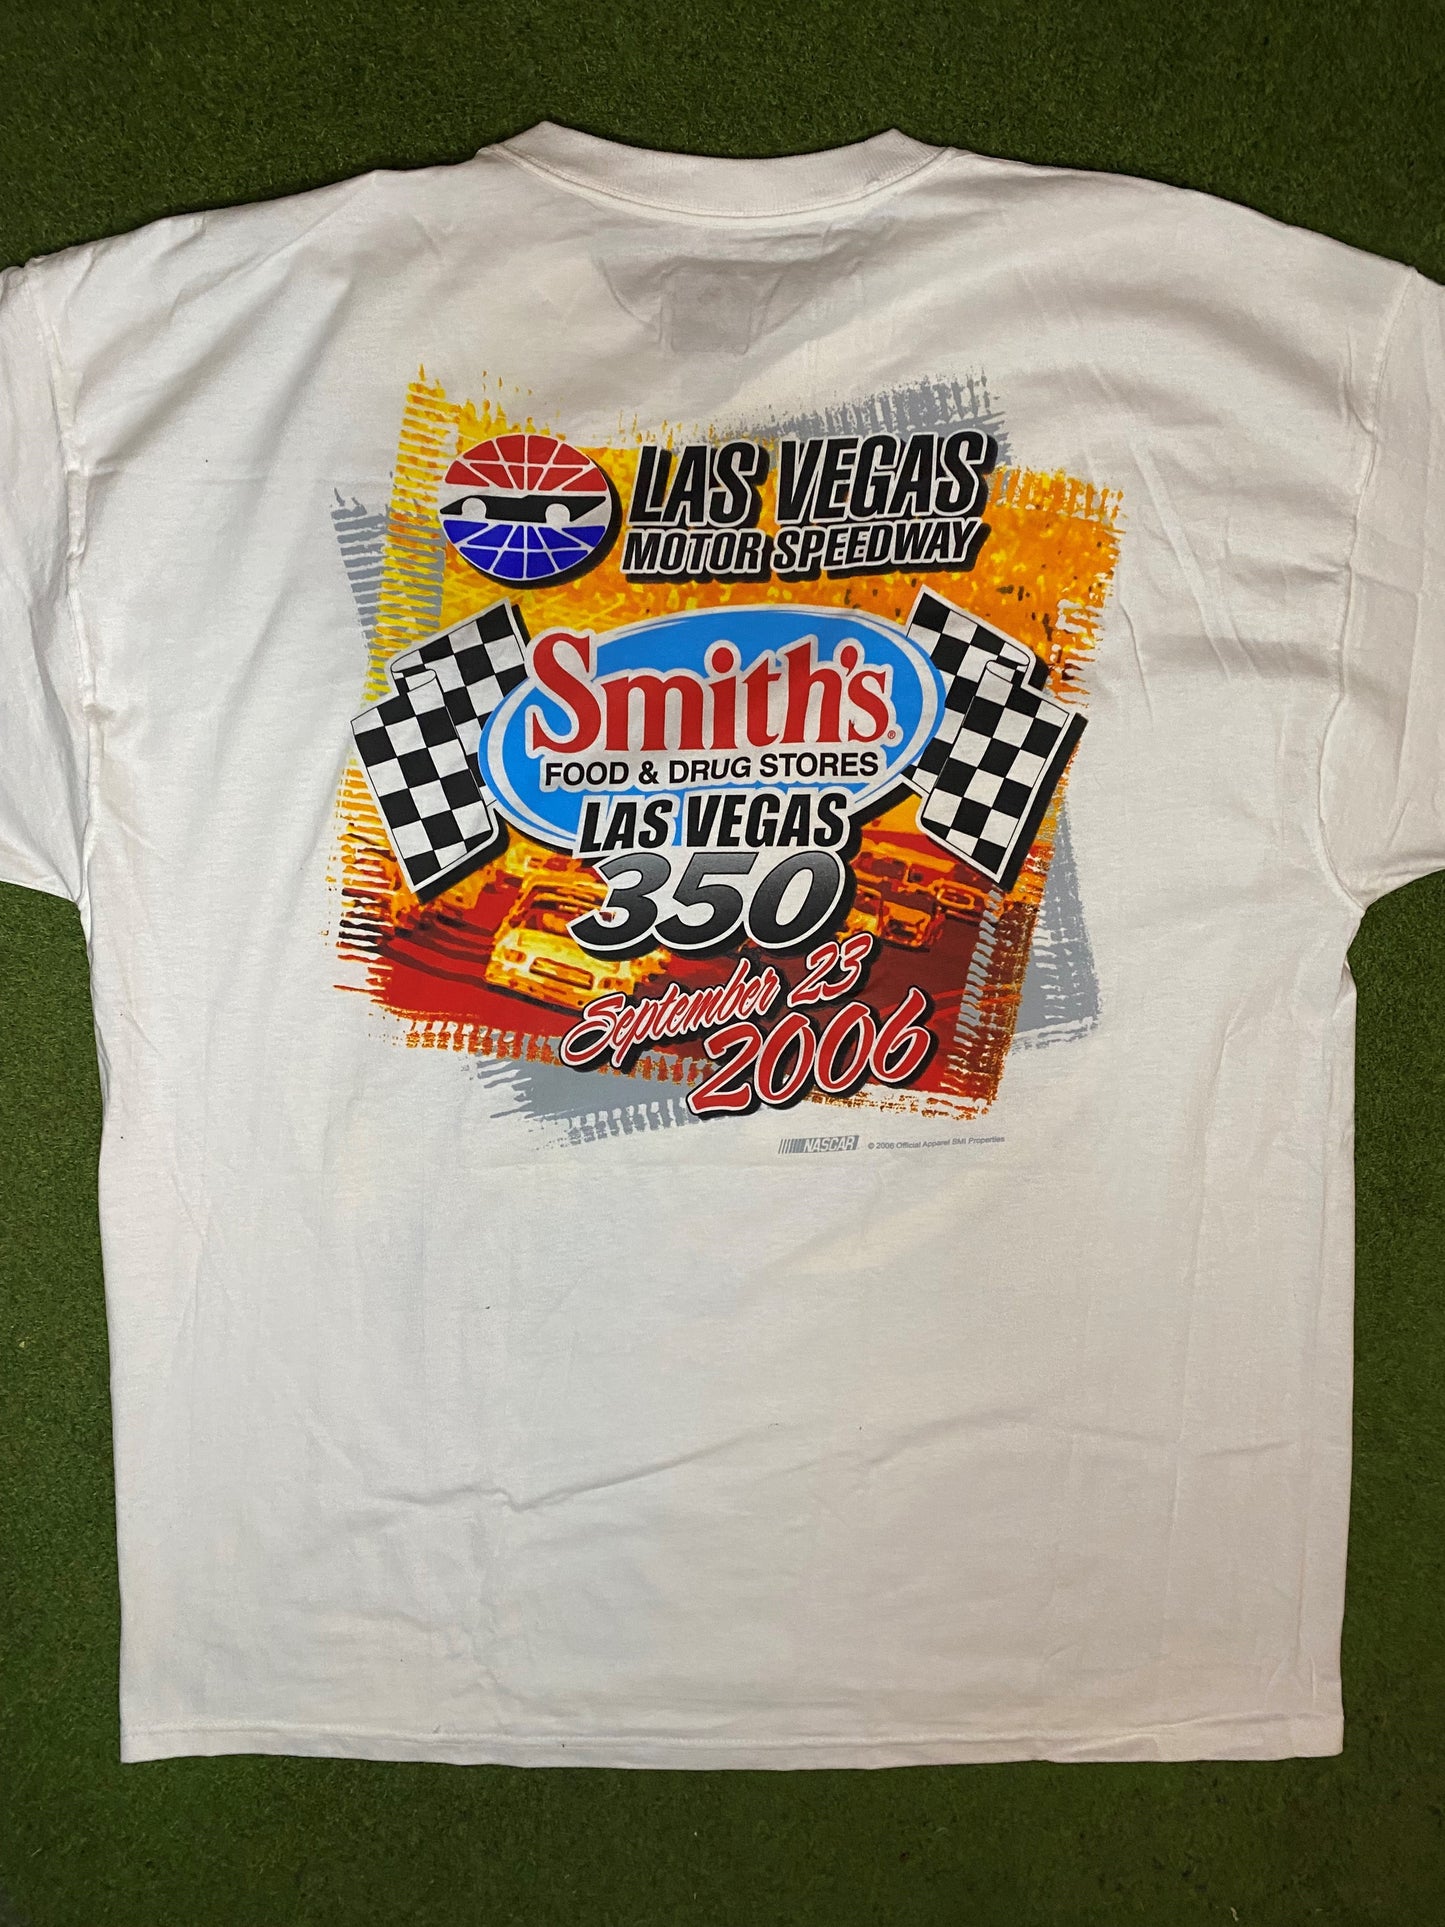 LAS VEGAS
MOTOR SPEEDWAY
Smith's®
FOOD & DRUG STORES
LAS VEGAS
350
September 23
2006
NASCAR © 2006 Official Apparel SMI Properties